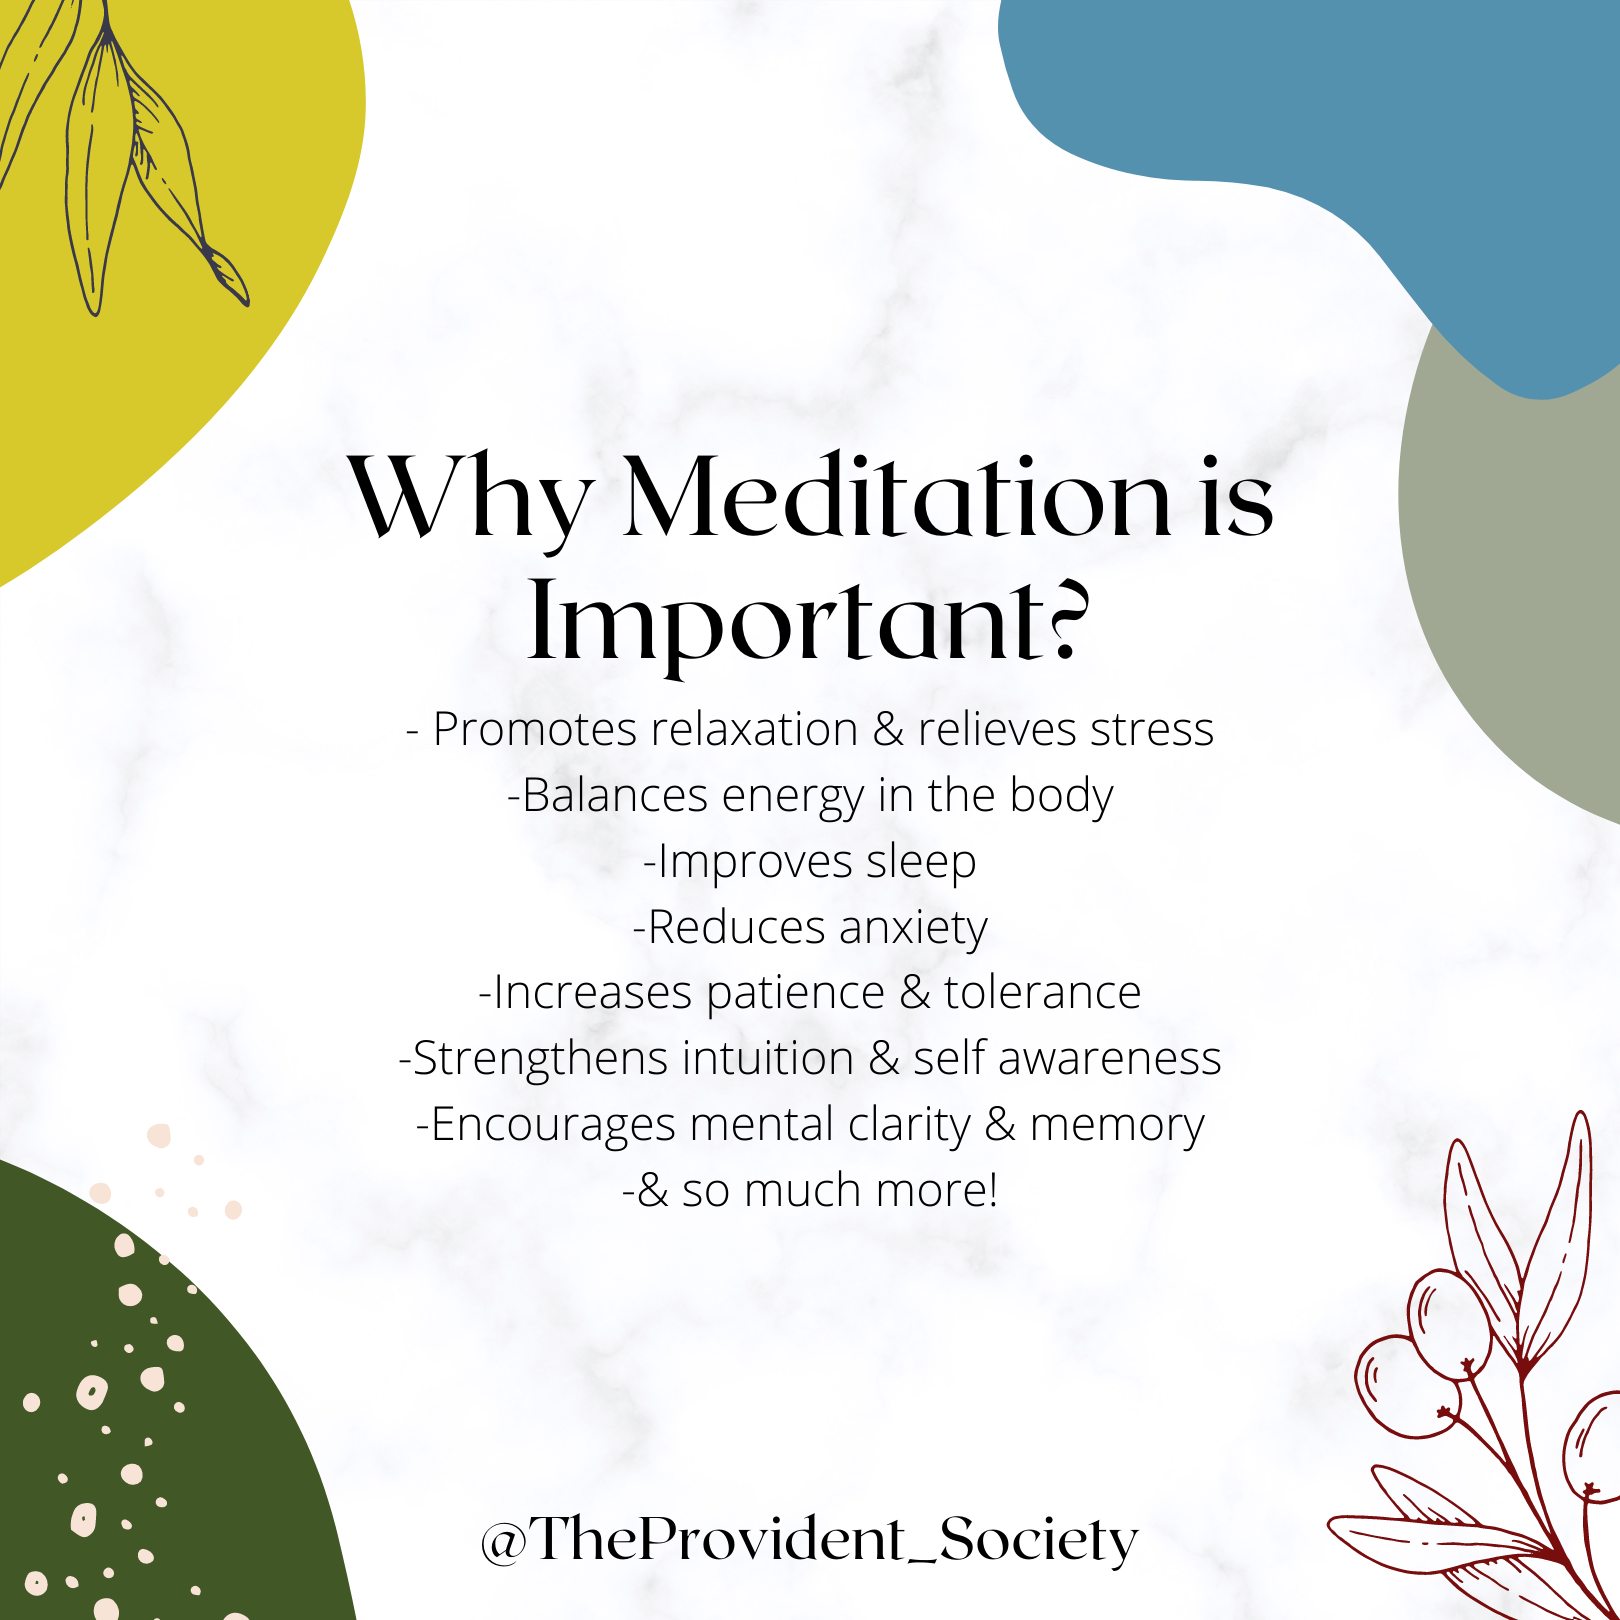 Why Meditation is
Important?
- Promotes relaxation & relieves stress
-Balances energy in the body
-Improves sleep
-Reduces anxiety
-Increases patience & tolerance
-Strengthens intuition & self awareness
-Encourages mental clarity & memory
-& so much more!
@TheProvident_Society